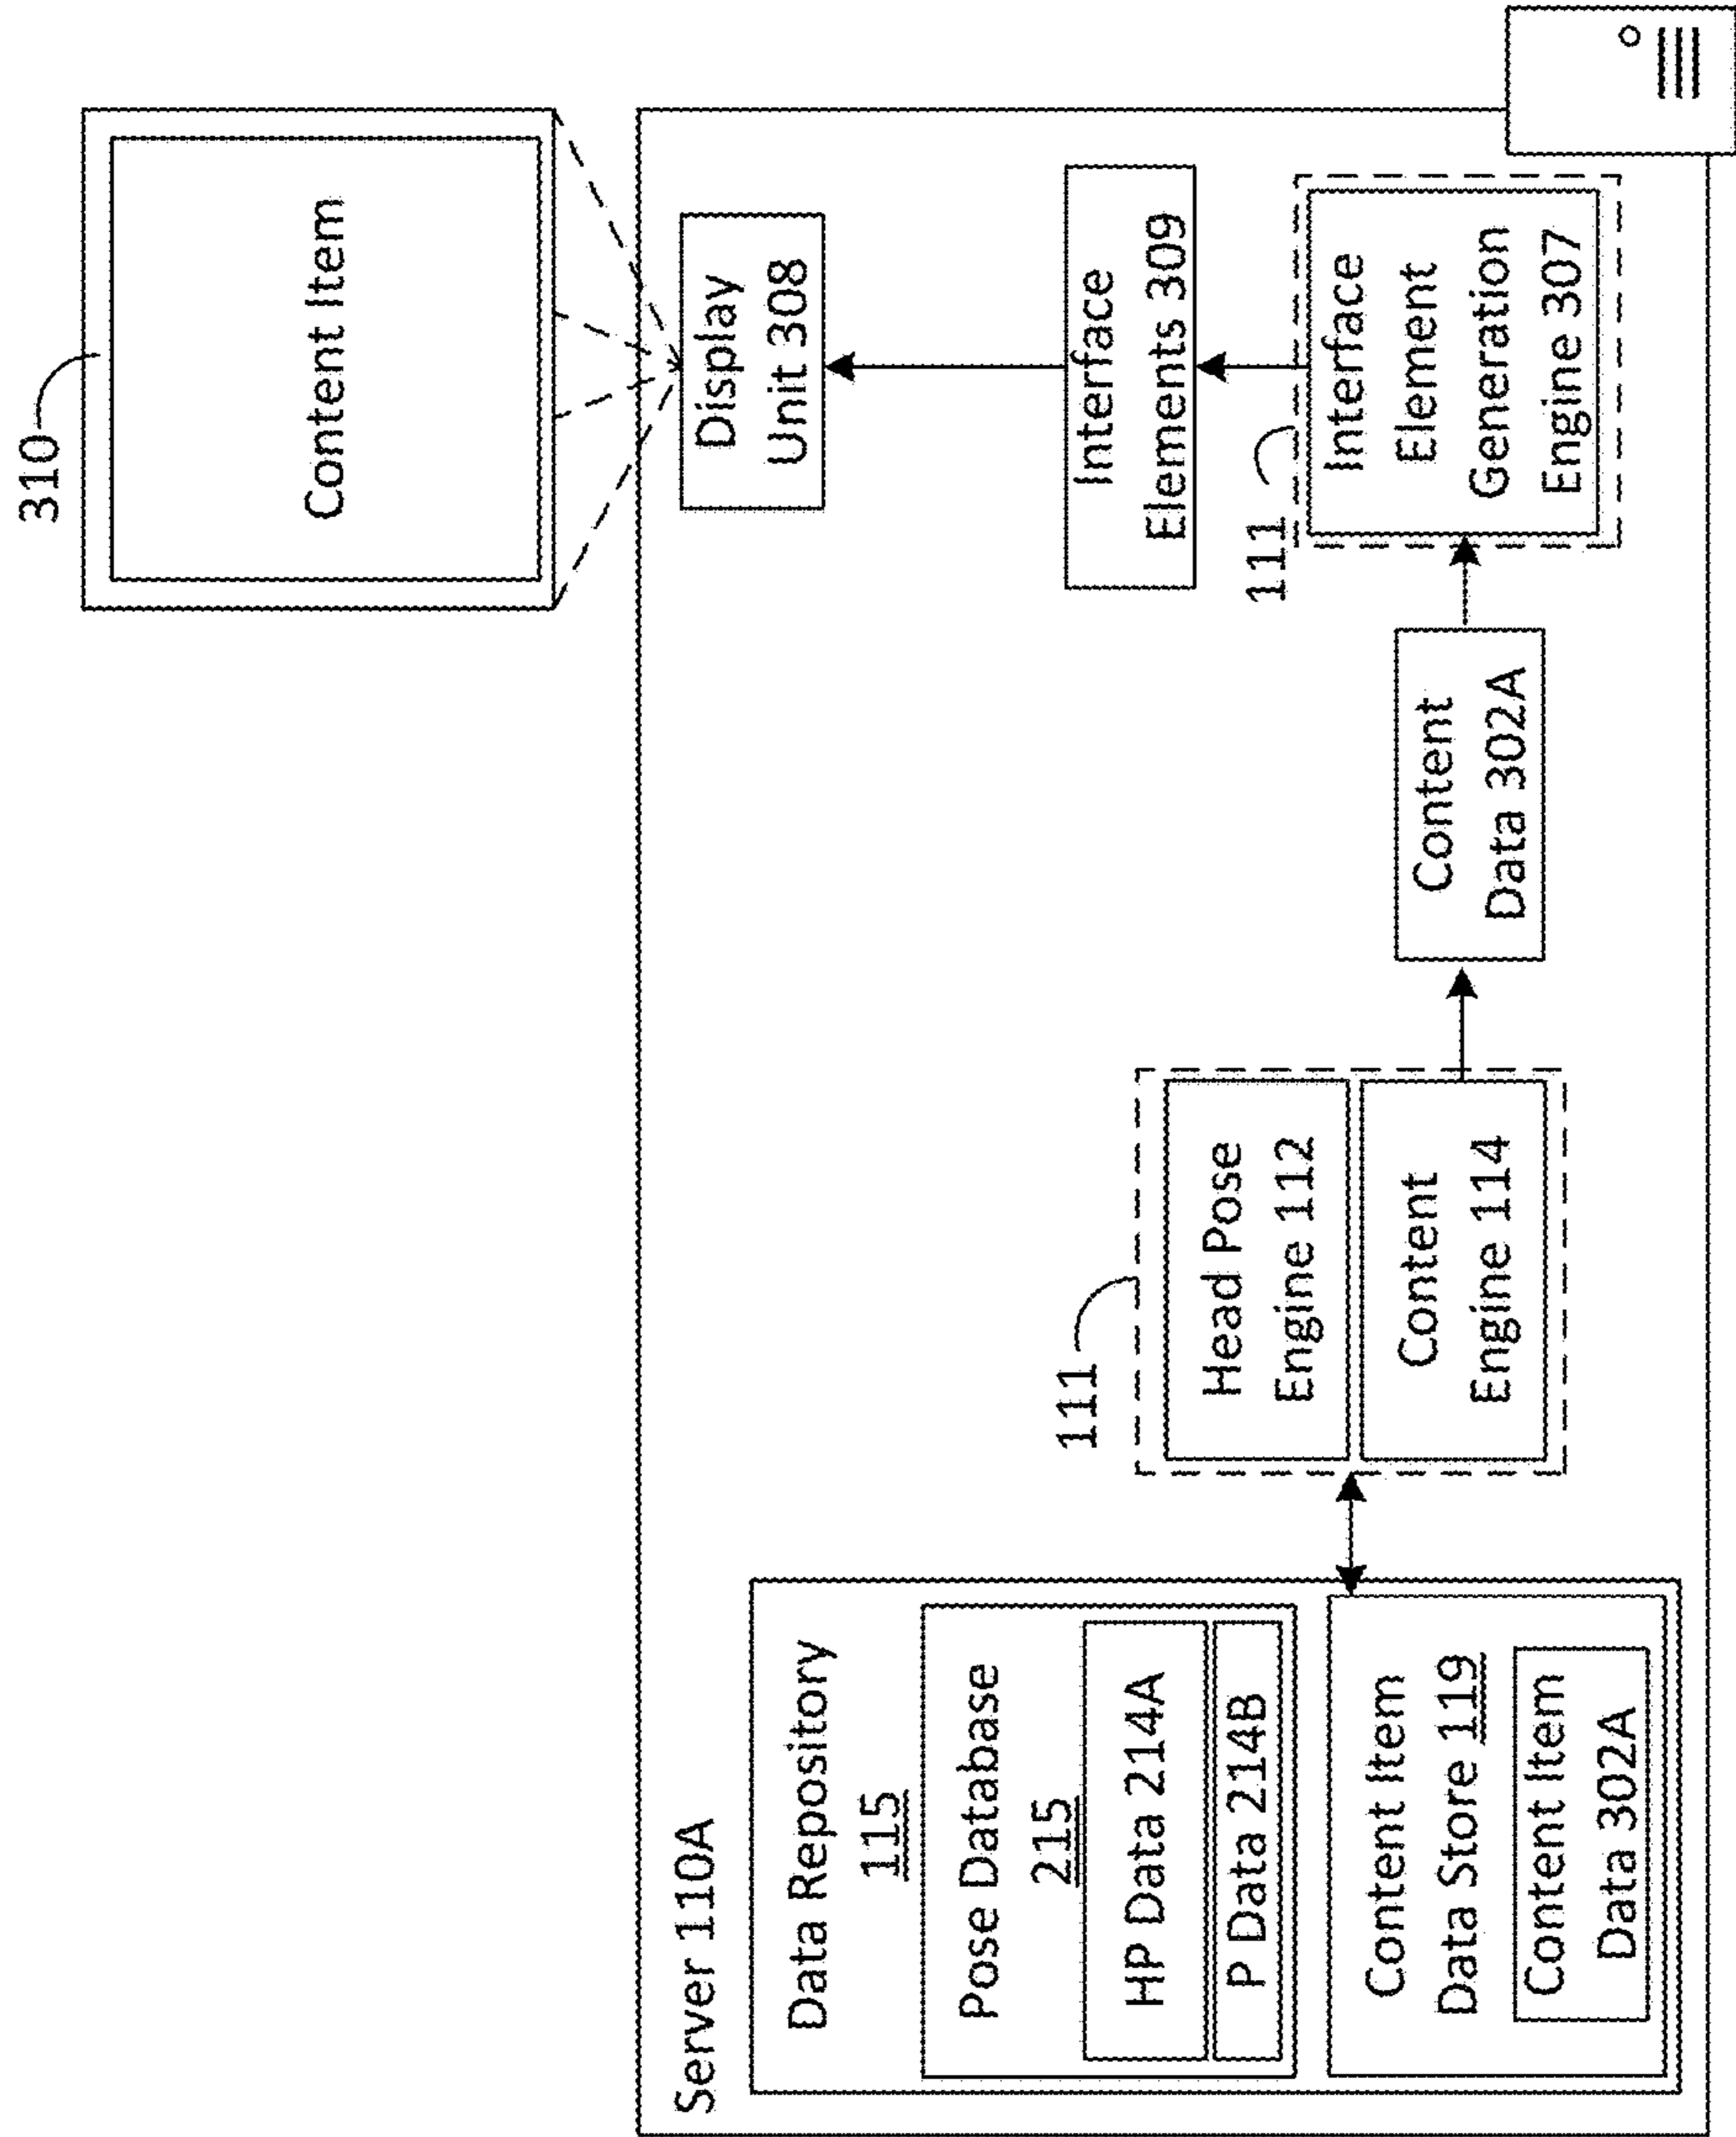 310
Content Item
Server 110A
Data Repository
115
Pose Database
215
HP Data 214A
P Data 214B
Content Item
Data Store 119
Content Item
Data 302A
111
Head Pose
Engine 112
Content
Engine 114
Content
Data 302A
Display
Unit 308
Interface
Elements 309
111
Interface
Element
Generation
Engine 307